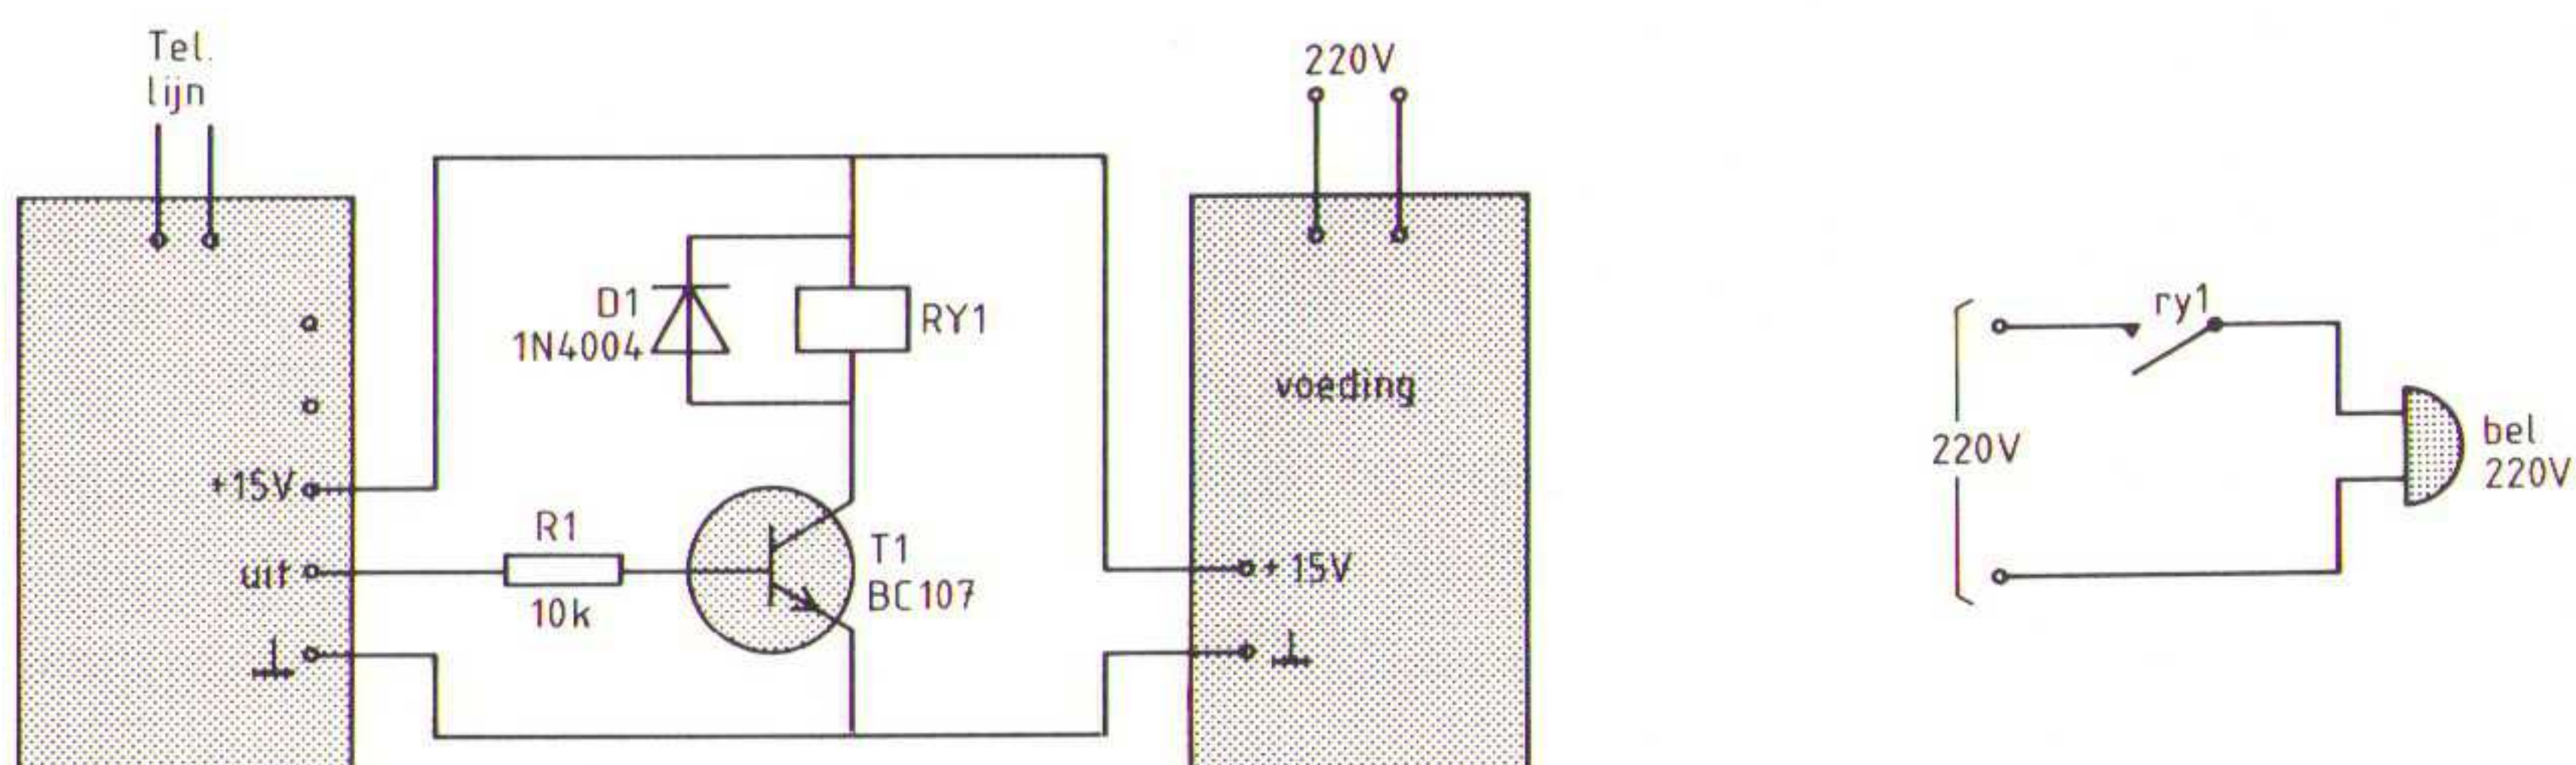 Tel.
lijn
+15V
uit
D1
1N4004
RY1
R1
10k
T1
BC107
220V
voeding
+15V
220V
ry1
bel
220V